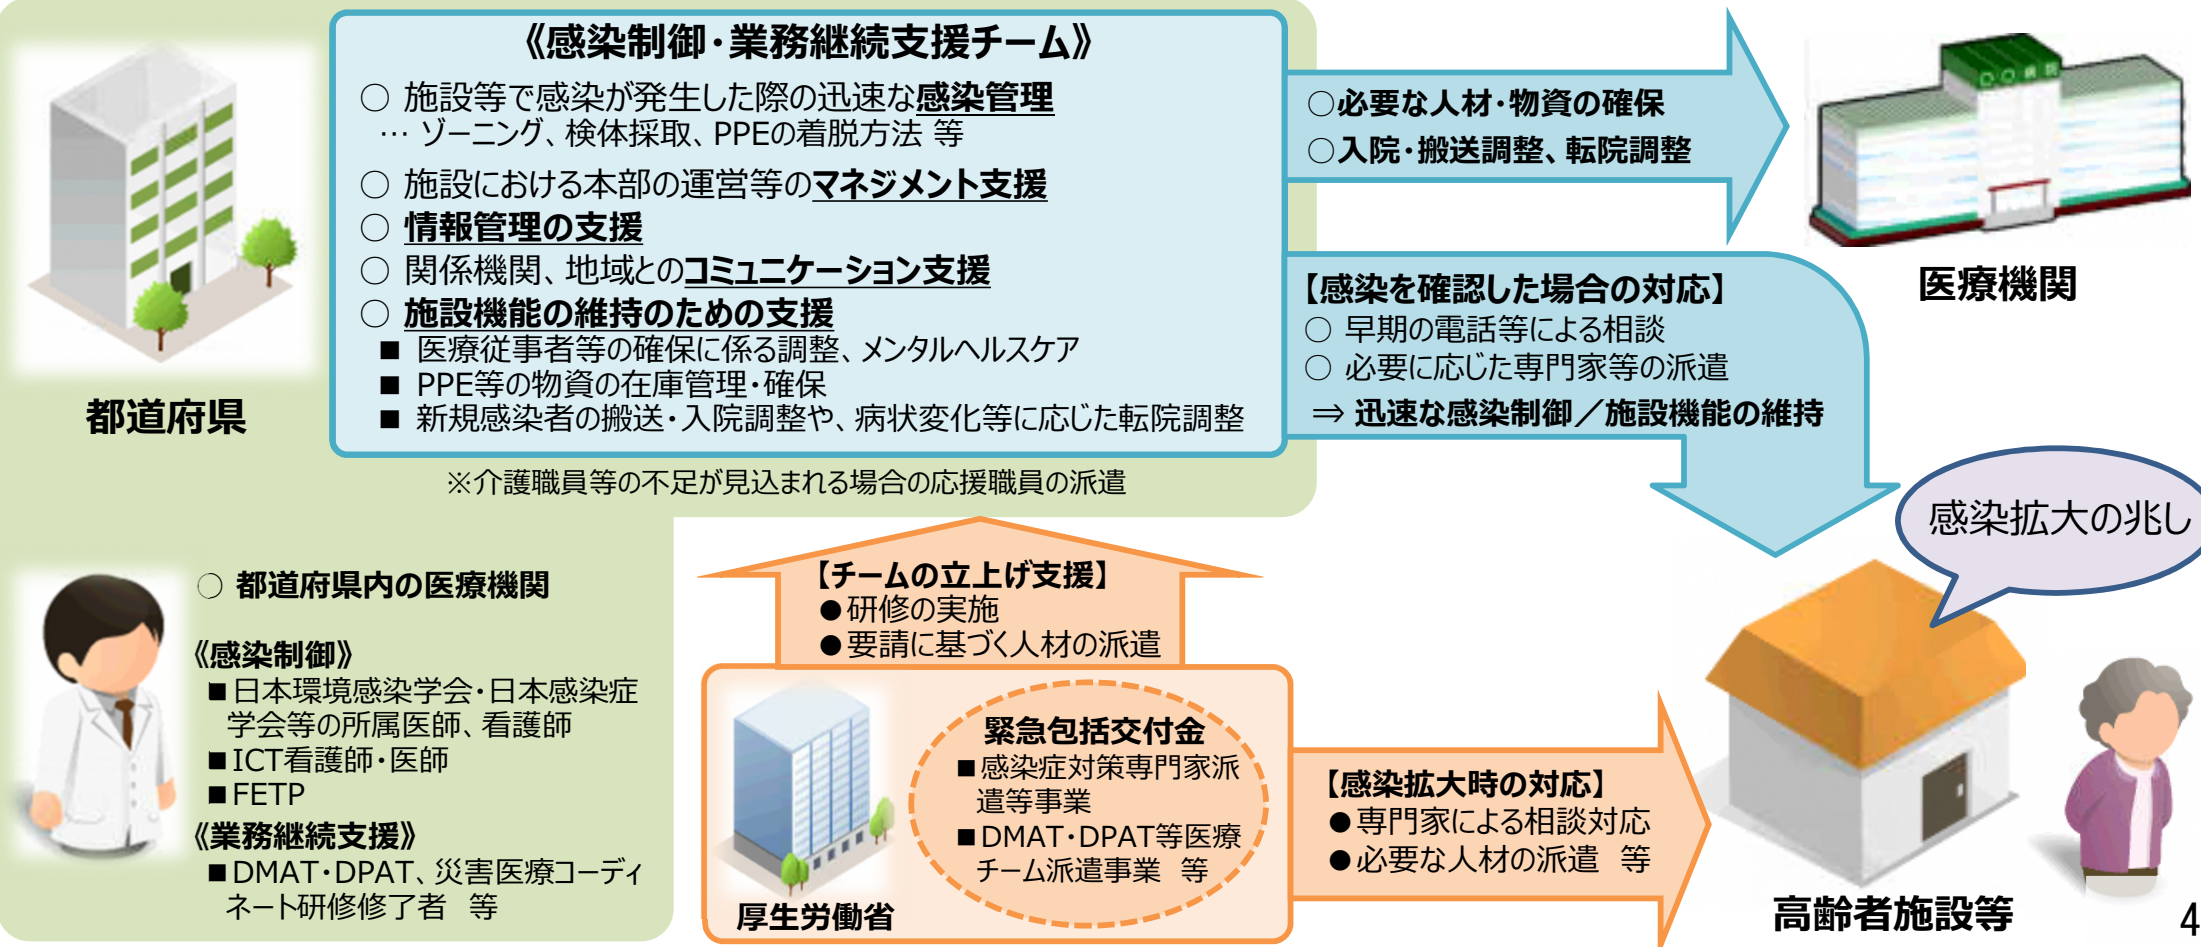 《感染制御・業務継続支援チーム》
○ 施設等で感染が発生した際の迅速な感染管理
… ゾーニング、検体採取、PPEの着脱方法 等
○ 施設における本部の運営等のマネジメント支援
○ 情報管理の支援
○ 関係機関、地域とのコミュニケーション支援
○ 施設機能の維持のための支援
■ 医療従事者等の確保に係る調整、メンタルヘルスケア
■ PPE等の物資の在庫管理・確保
■ 新規感染者の搬送・入院調整や、病状変化等に応じた転院調整
都道府県
※介護職員等の不足が見込まれる場合の応援職員の派遣
○必要な人材・物資の確保
○入院・搬送調整、転院調整
医療機関
【感染を確認した場合の対応】
○ 早期の電話等による相談
○ 必要に応じた専門家等の派遣
⇒ 迅速な感染制御／施設機能の維持
感染拡大の兆し
○ 都道府県内の医療機関
《感染制御》
■日本環境感染学会・日本感染症
学会等の所属医師、看護師
■ICT看護師・医師
■FETP
《業務継続支援》
■DMAT・DPAT、災害医療コーディ
ネート研修修了者 等
【チームの立上げ支援】
●研修の実施
●要請に基づく人材の派遣
緊急包括交付金
■感染症対策専門家派
遣等事業
■DMAT・DPAT等医療
チーム派遣事業 等
厚生労働省
【感染拡大時の対応】
●専門家による相談対応
●必要な人材の派遣 等
高齢者施設等
4